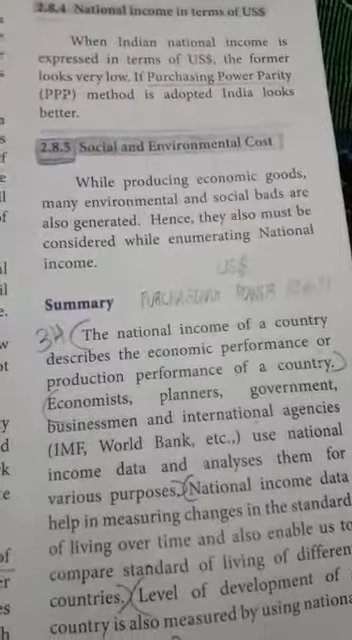 2.8.4 National income in terms of US$
When Indian national income is
expressed in terms of US$, the former
looks very low. If Purchasing Power Parity
(PPP) method is adopted India looks
better.
2.8.5 Social and Environmental Cost
While producing economic goods,
many environmental and social bads are
also generated. Hence, they also must be
considered while enumerating National
income.
US$
Summary
POWER
34 (The national income of a country
describes the economic performance or
production performance of a country.)
(Economists, planners, government,
businessmen and international agencies
(IMF, World Bank, etc.,) use national
income data and analyses them for
various purposes.)(National income data
help in measuring changes in the standard
of living over time and also enable us to
compare standard of living of differen
countries.)(Level of development of
country is also measured by using nationa